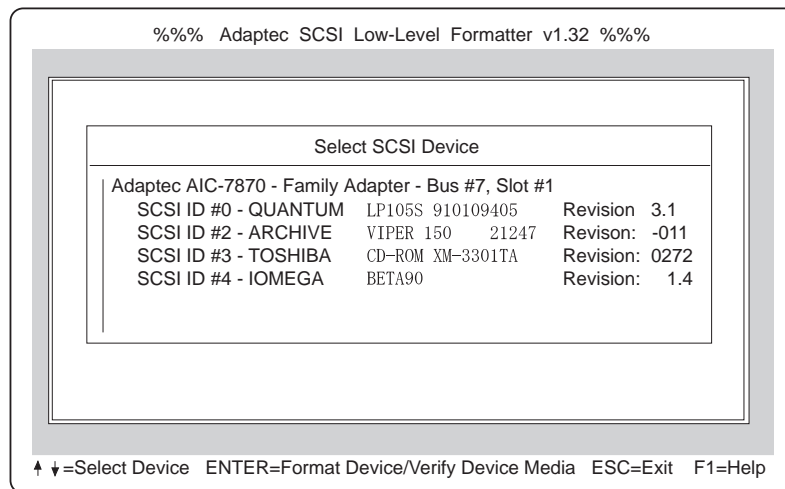 %%% Adaptec SCSI Low-Level Formatter v1.32 %%%
Select SCSI Device
Adaptec AIC-7870 - Family Adapter - Bus #7, Slot #1
SCSI ID #0 - QUANTUM LP105S 910109405 Revision 3.1
SCSI ID #2 - ARCHIVE VIPER 150 21247 Revison: -011
SCSI ID #3 - TOSHIBA CD-ROM XM-3301TA Revision: 0272
SCSI ID #4 - IOMEGA BETA90 Revision: 1.4
↑ ↓=Select Device ENTER=Format Device/Verify Device Media ESC=Exit F1=Help